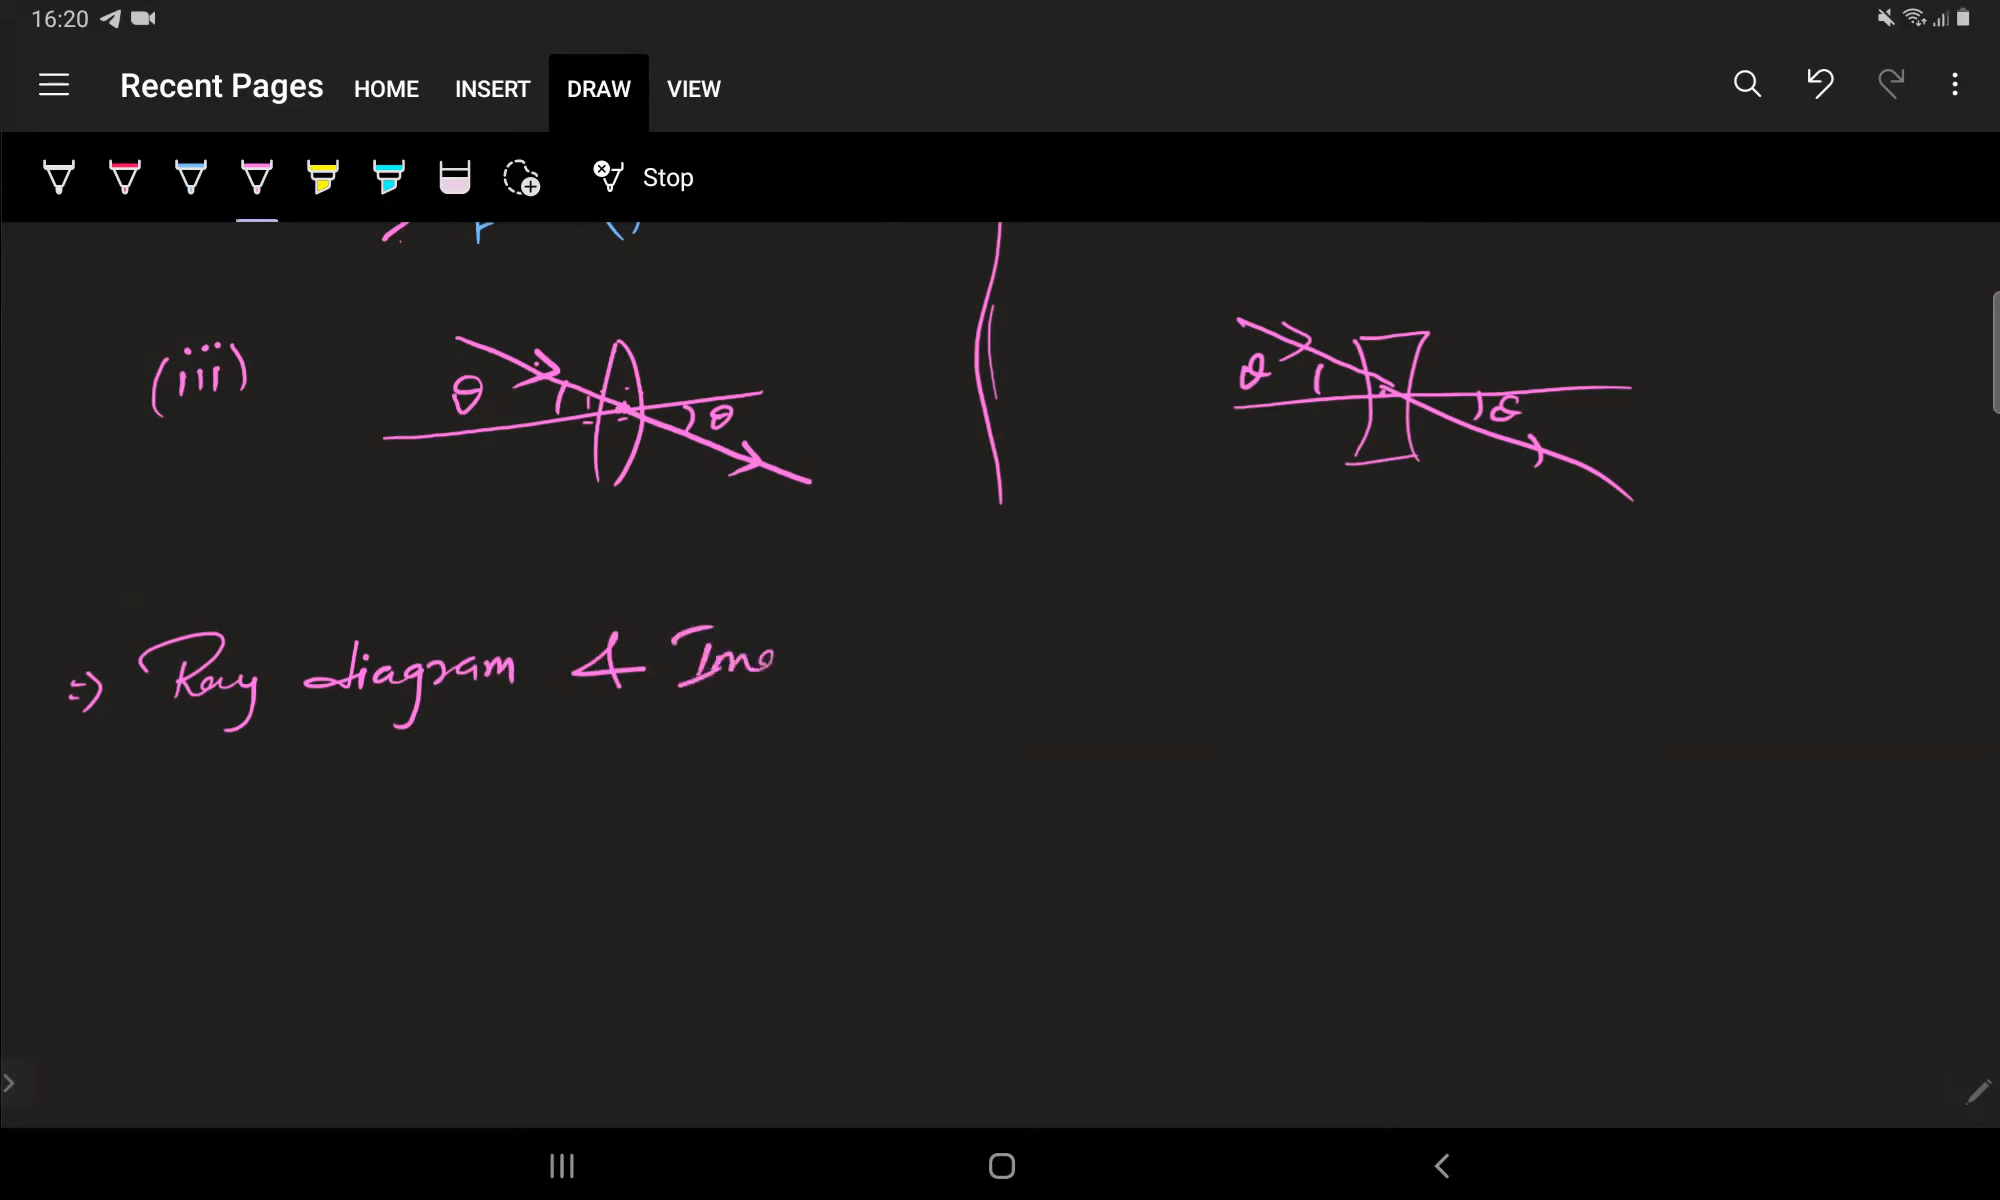 16:20
Recent Pages HOME INSERT DRAW VIEW
Stop
(iii)
θ θ
θ
⇒ Ray diagram & Ima